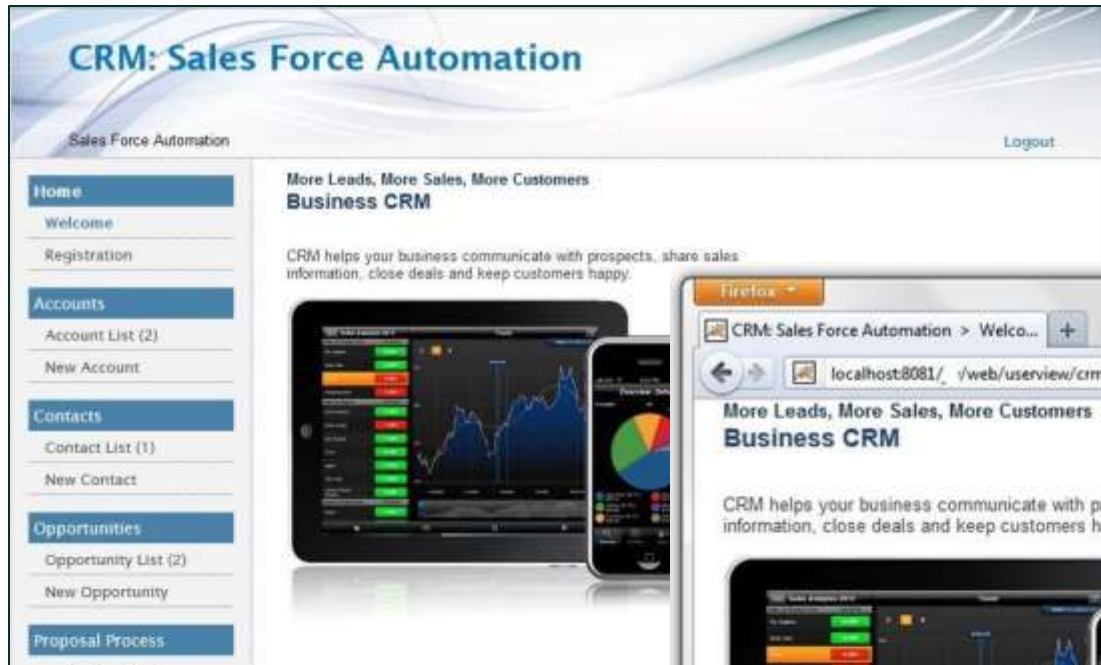 CRM: Sales Force Automation
Sales Force Automation
Logout
Home
Welcome
Registration
Accounts
Account List (2)
New Account
Contacts
Contact List (1)
New Contact
Opportunities
Opportunity List (2)
New Opportunity
Proposal Process
More Leads, More Sales, More Customers
Business CRM
CRM helps your business communicate with prospects, share sales
information, close deals and keep customers happy.
Firefox
CRM: Sales Force Automation > Welco...
localhost:8081/ /web/userview/crm
More Leads, More Sales, More Customers
Business CRM
CRM helps your business communicate with p
information, close deals and keep customers h